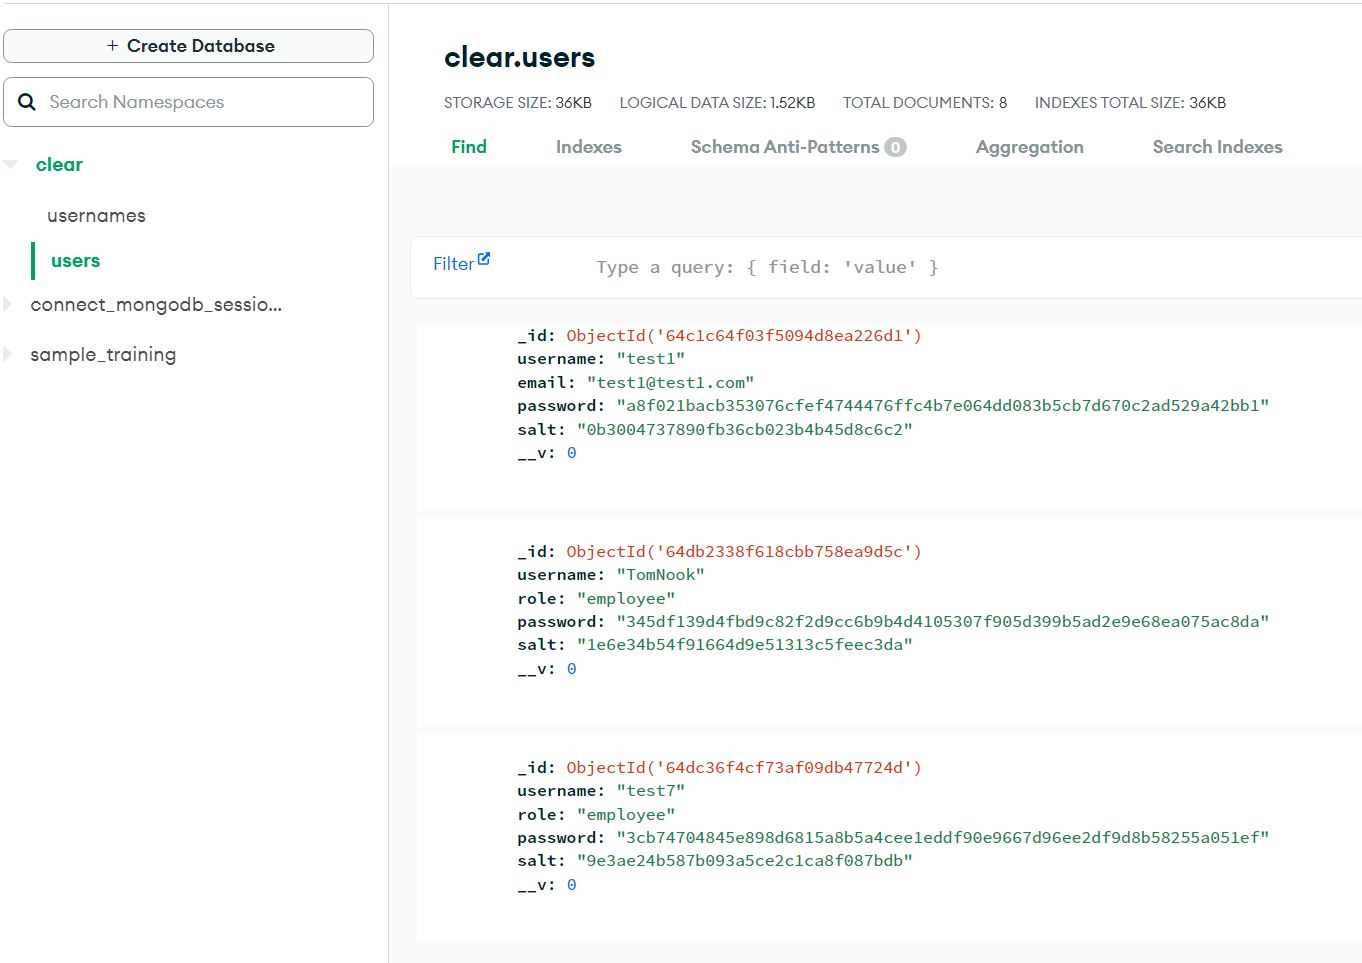 + Create Database
Search Namespaces
clear
usernames
users
connect_mongodb_sessio...
sample_training
clear.users
STORAGE SIZE: 36KB LOGICAL DATA SIZE: 1.52KB TOTAL DOCUMENTS: 8 INDEXES TOTAL SIZE: 36KB
Find Indexes Schema Anti-Patterns 0 Aggregation Search Indexes
Filter Type a query: { field: 'value' }
_id: ObjectId('64c1c64f03f5094d8ea226d1')
username: "test1"
email: "test1@test1.com"
password: "a8f021bacb353076cfef4744476ffc4b7e064dd083b5cb7d670c2ad529a42bb1"
salt: "0b3004737890fb36cb023b4b45d8c6c2"
__v: 0
_id: ObjectId('64db2338f618cbb758ea9d5c')
username: "TomNook"
role: "employee"
password: "345df139d4fbd9c82f2d9cc6b9b4d4105307f905d399b5ad2e9e68ea075ac8da"
salt: "1e6e34b54f91664d9e51313c5feec3da"
__v: 0
_id: ObjectId('64dc36f4cf73af09db47724d')
username: "test7"
role: "employee"
password: "3cb74704845e898d6815a8b5a4cee1eddf90e9667d96ee2df9d8b58255a051ef"
salt: "9e3ae24b587b093a5ce2c1ca8f087bdb"
__v: 0